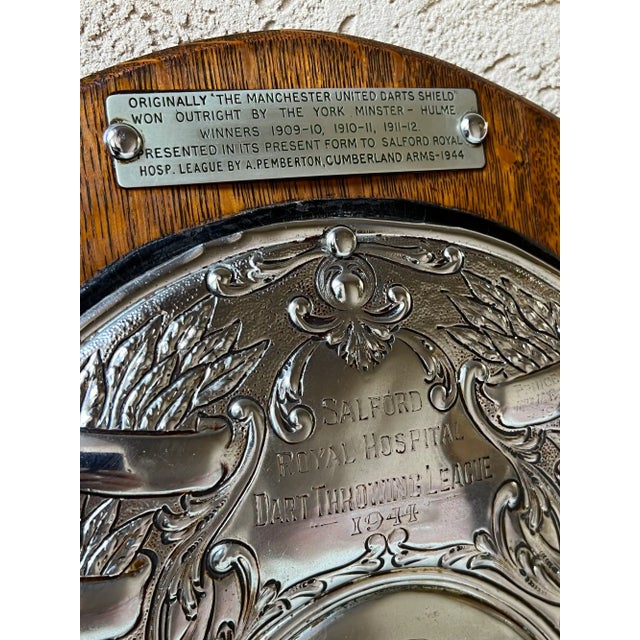 ORIGINALLY "THE MANCHESTER UNITED DARTS SHIELD"
WON OUTRIGHT BY THE YORK MINSTER - HULME
WINNERS 1909-10, 1910-11, 1911-12.
PRESENTED IN ITS PRESENT FORM TO SALFORD ROYAL
HOSP. LEAGUE BY A. PEMBERTON, CUMBERLAND ARMS-1944
SALFORD
ROYAL HOSPITAL
DART THROWING LEAGUE
1944